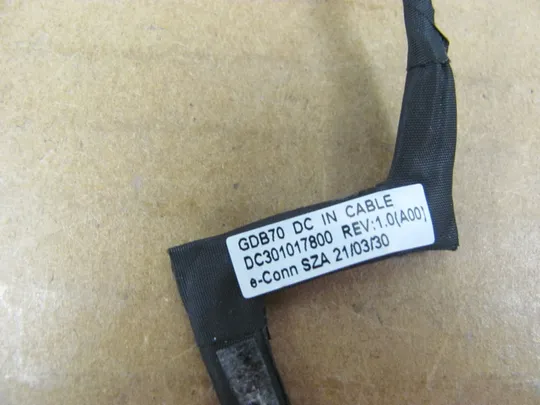 GDB70 DC IN CABLE
DC301017800 REV:1.0(A00)
e-Conn SZA 21/03/30